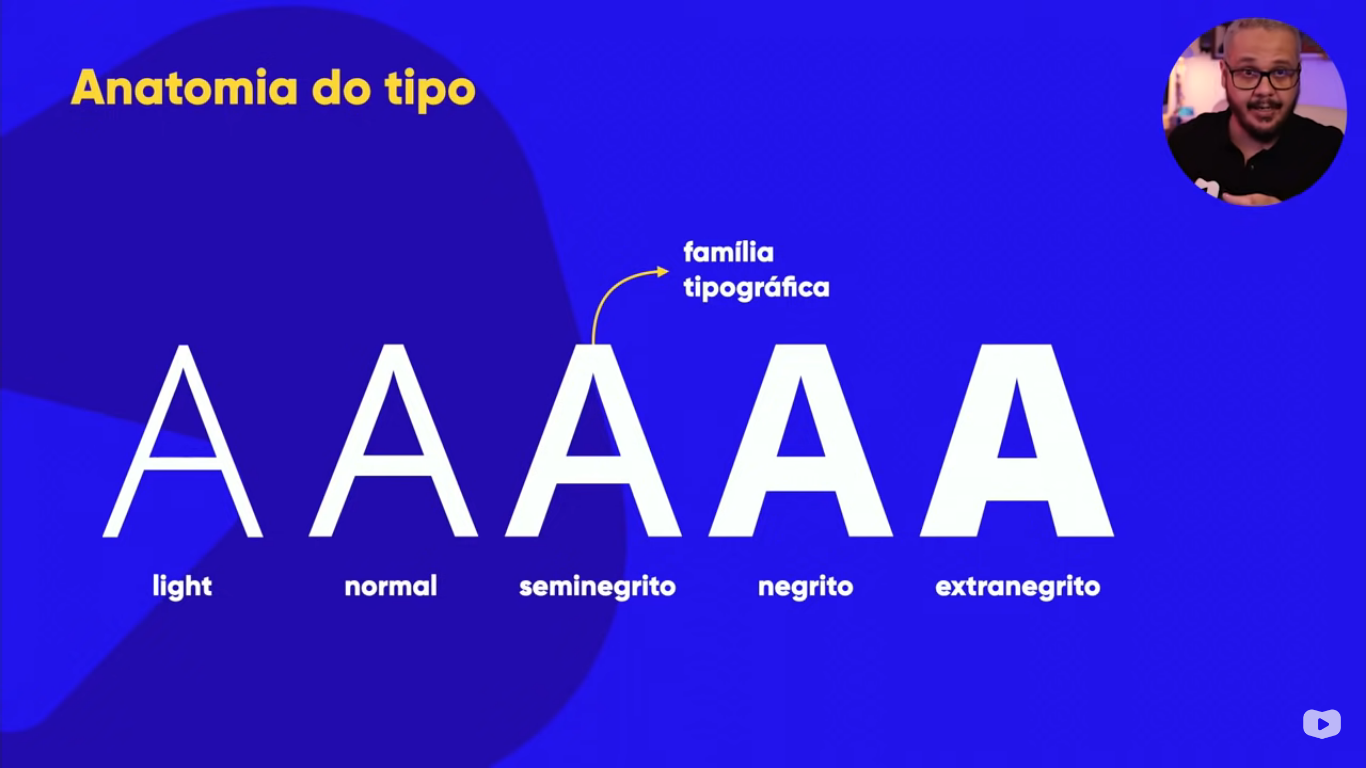 Anatomia do tipo
família
tipográfica
A A A A A
light normal seminegrito negrito extranegrito